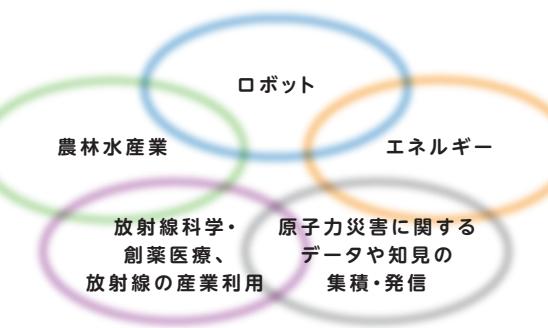 ロボット
農林水産業
エネルギー
放射線科学・
創薬医療、
放射線の産業利用
原子力災害に関する
データや知見の
集積・発信